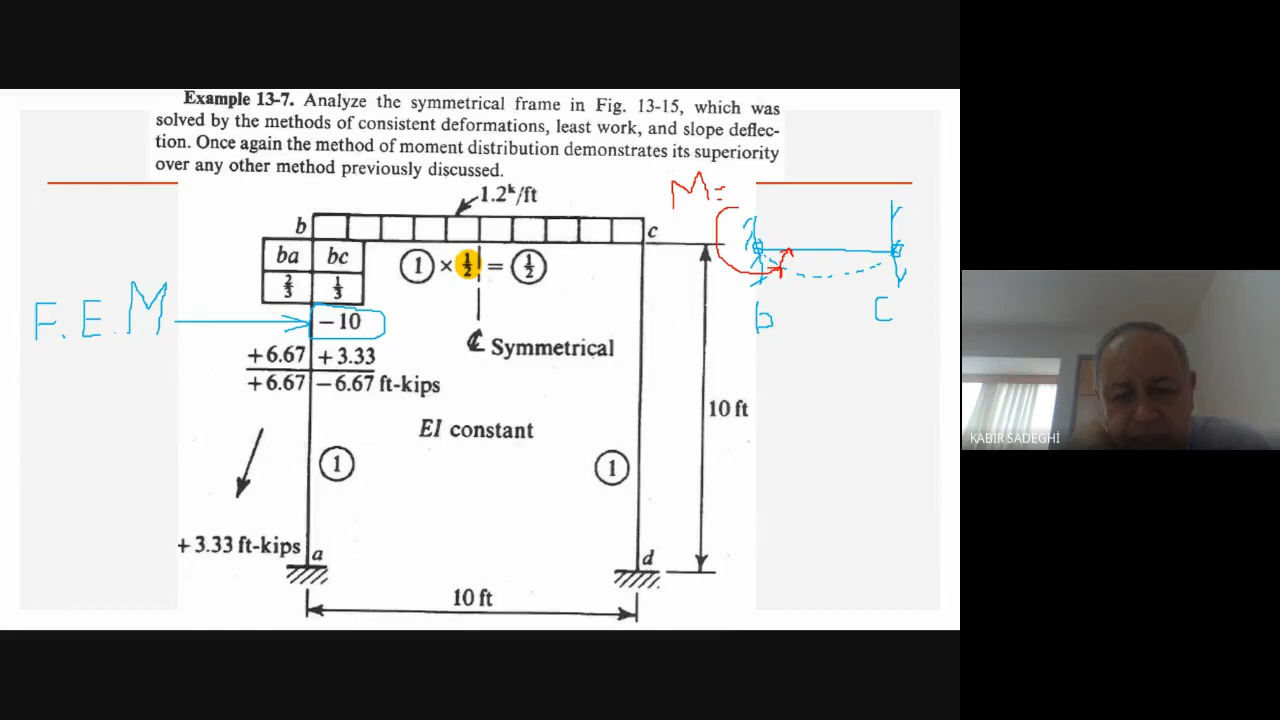 Example 13-7. Analyze the symmetrical frame in Fig. 13-15, which was
solved by the methods of consistent deformations, least work, and slope deflec-
tion. Once again the method of moment distribution demonstrates its superiority
over any other method previously discussed.
1.2ᵏ/ft
M=
b
c
ba bc
2/3 1/3
1 × 1/2 = 1/2
F.E.M
-10
b
c
℄ Symmetrical
+6.67 +3.33
+6.67 -6.67 ft-kips
10 ft
EI constant
1
1
KABIR SADEGHİ
+3.33 ft-kips
a
d
10 ft